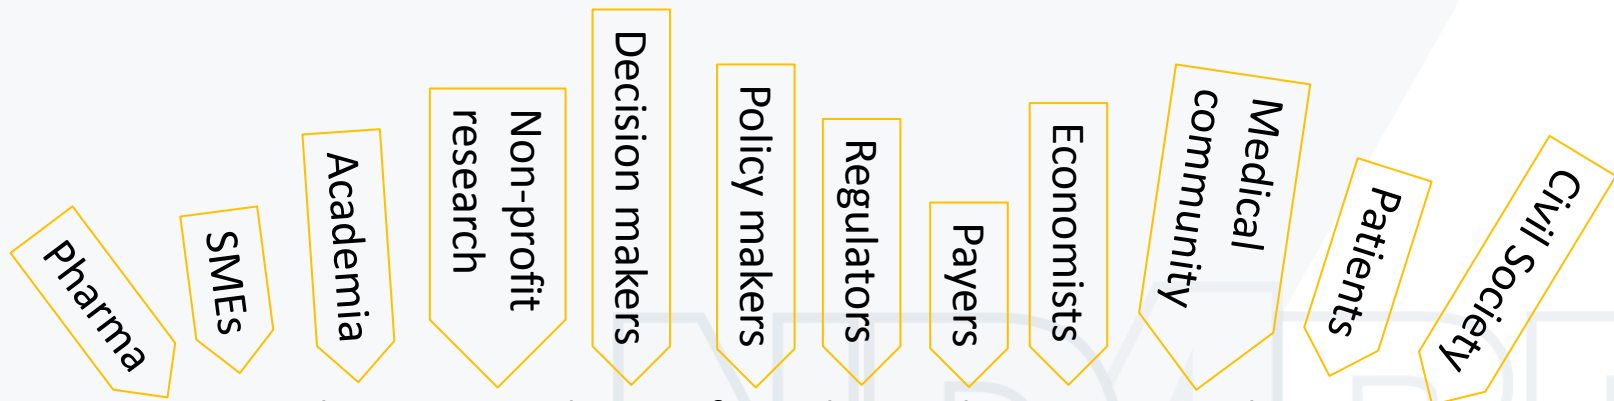 Pharma
SMEs
Academia
Non-profit
research
Decision makers
Policy makers
Regulators
Payers
Economists
Medical
community
Patients
Civil Society